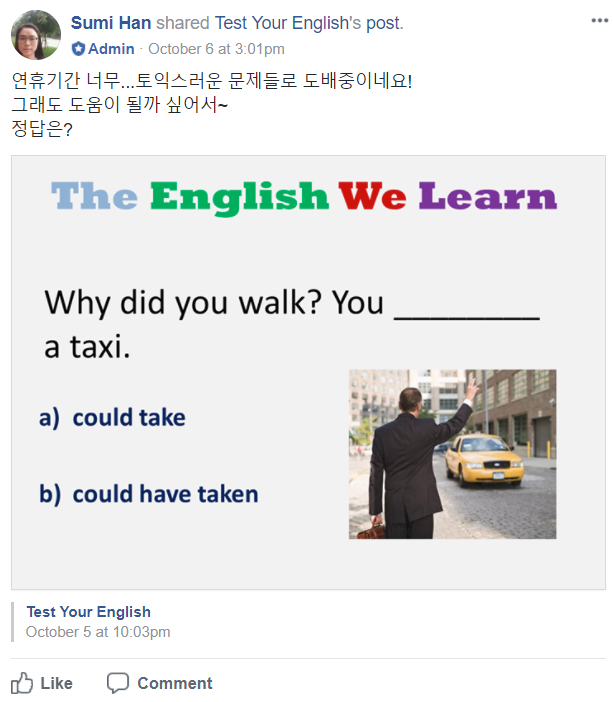 Sumi Han shared Test Your English's post.
Admin · October 6 at 3:01pm
연휴기간 너무...토익스러운 문제들로 도배중이네요!
그래도 도움이 될까 싶어서~
정답은?
The English We Learn
Why did you walk? You ________
a taxi.
a) could take
b) could have taken
Test Your English
October 5 at 10:03pm
Like Comment